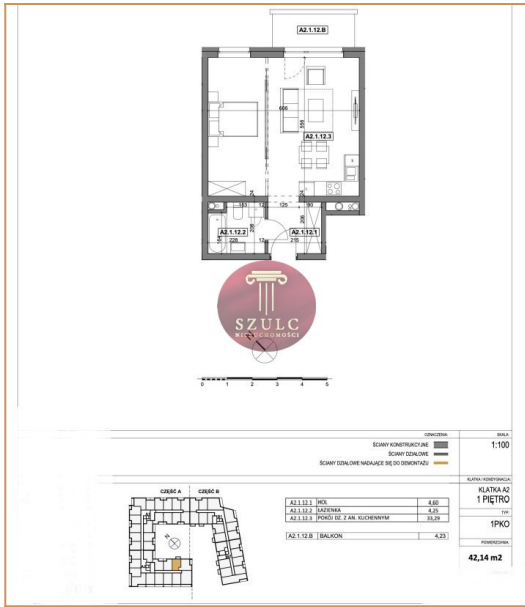 A2.1.12.B
666
556
A2.1.12.3
24
24
183 12 125 90
A2.1.12.2
208
206
A2.1.12.1
228 12 215
SZULC
NIERUCHOMOŚCI
N
0 1 2 3 4 5
OZNACZENIA: SKALA:
ŚCIANY KONSTRUKCYJNE 1:100
ŚCIANY DZIAŁOWE
ŚCIANY DZIAŁOWE NADAJĄCE SIĘ DO DEMONTAŻU
KLATKA / KONDYGNACJA:
KLATKA A2
1 PIĘTRO
CZĘŚĆ A CZĘŚĆ B
TYP
1PKO
A2.1.12.1 HOL 4,60
A2.1.12.2 ŁAZIENKA 4,25
A2.1.12.3 POKÓJ DZ. Z AN. KUCHENNYM 33,29
A2.1.12.B BALKON 4,23
POWIERZCHNIA:
42,14 m2